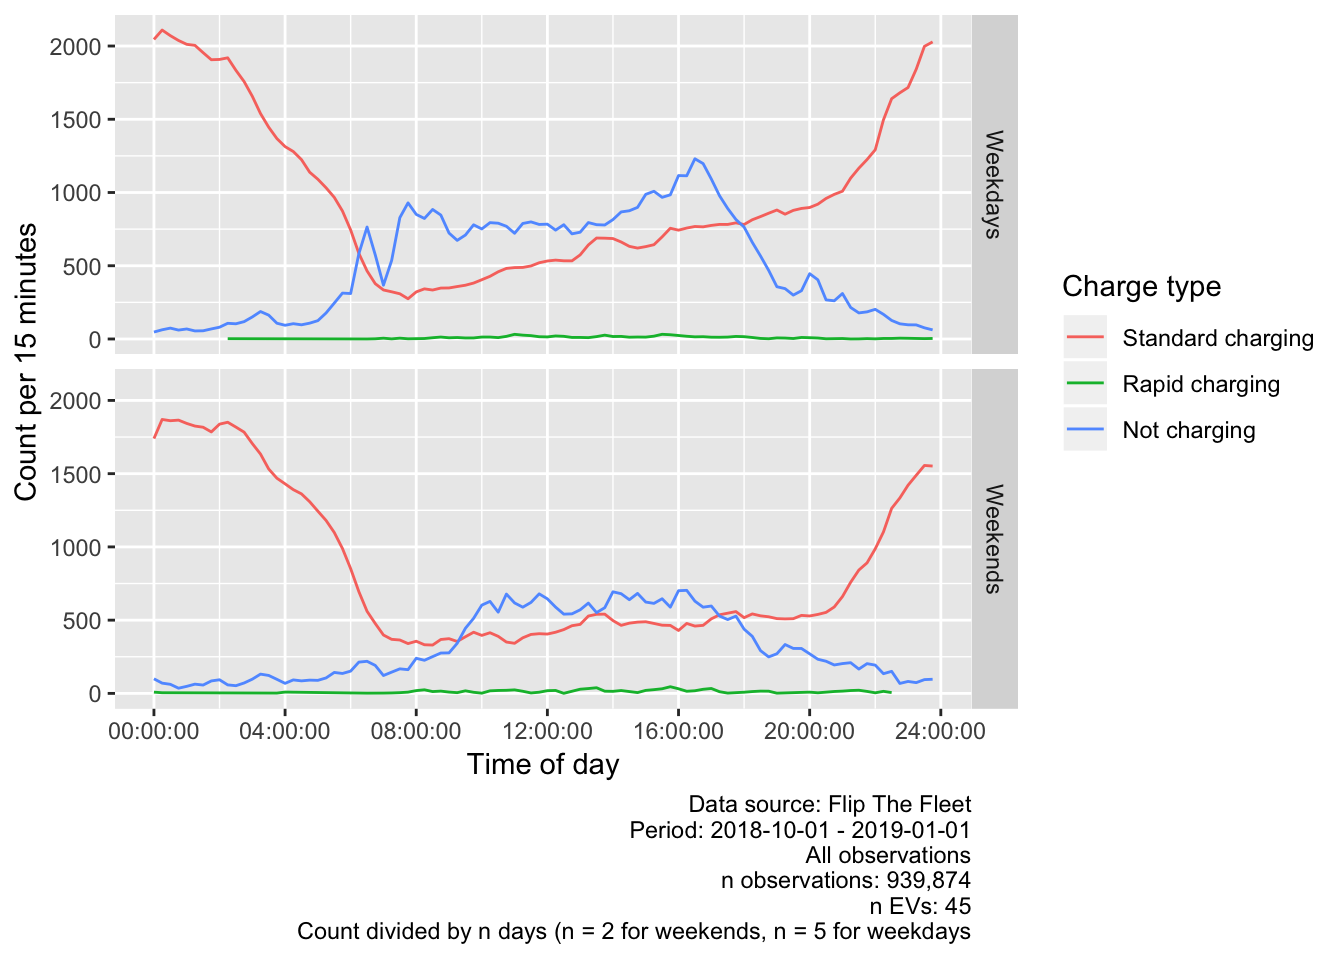 2000
1500
1000
500
0
Weekdays
2000
1500
1000
500
0
Weekends
Count per 15 minutes
00:00:00 04:00:00 08:00:00 12:00:00 16:00:00 20:00:00 24:00:00
Time of day
Charge type
Standard charging
Rapid charging
Not charging
Data source: Flip The Fleet
Period: 2018-10-01 - 2019-01-01
All observations
n observations: 939,874
n EVs: 45
Count divided by n days (n = 2 for weekends, n = 5 for weekdays